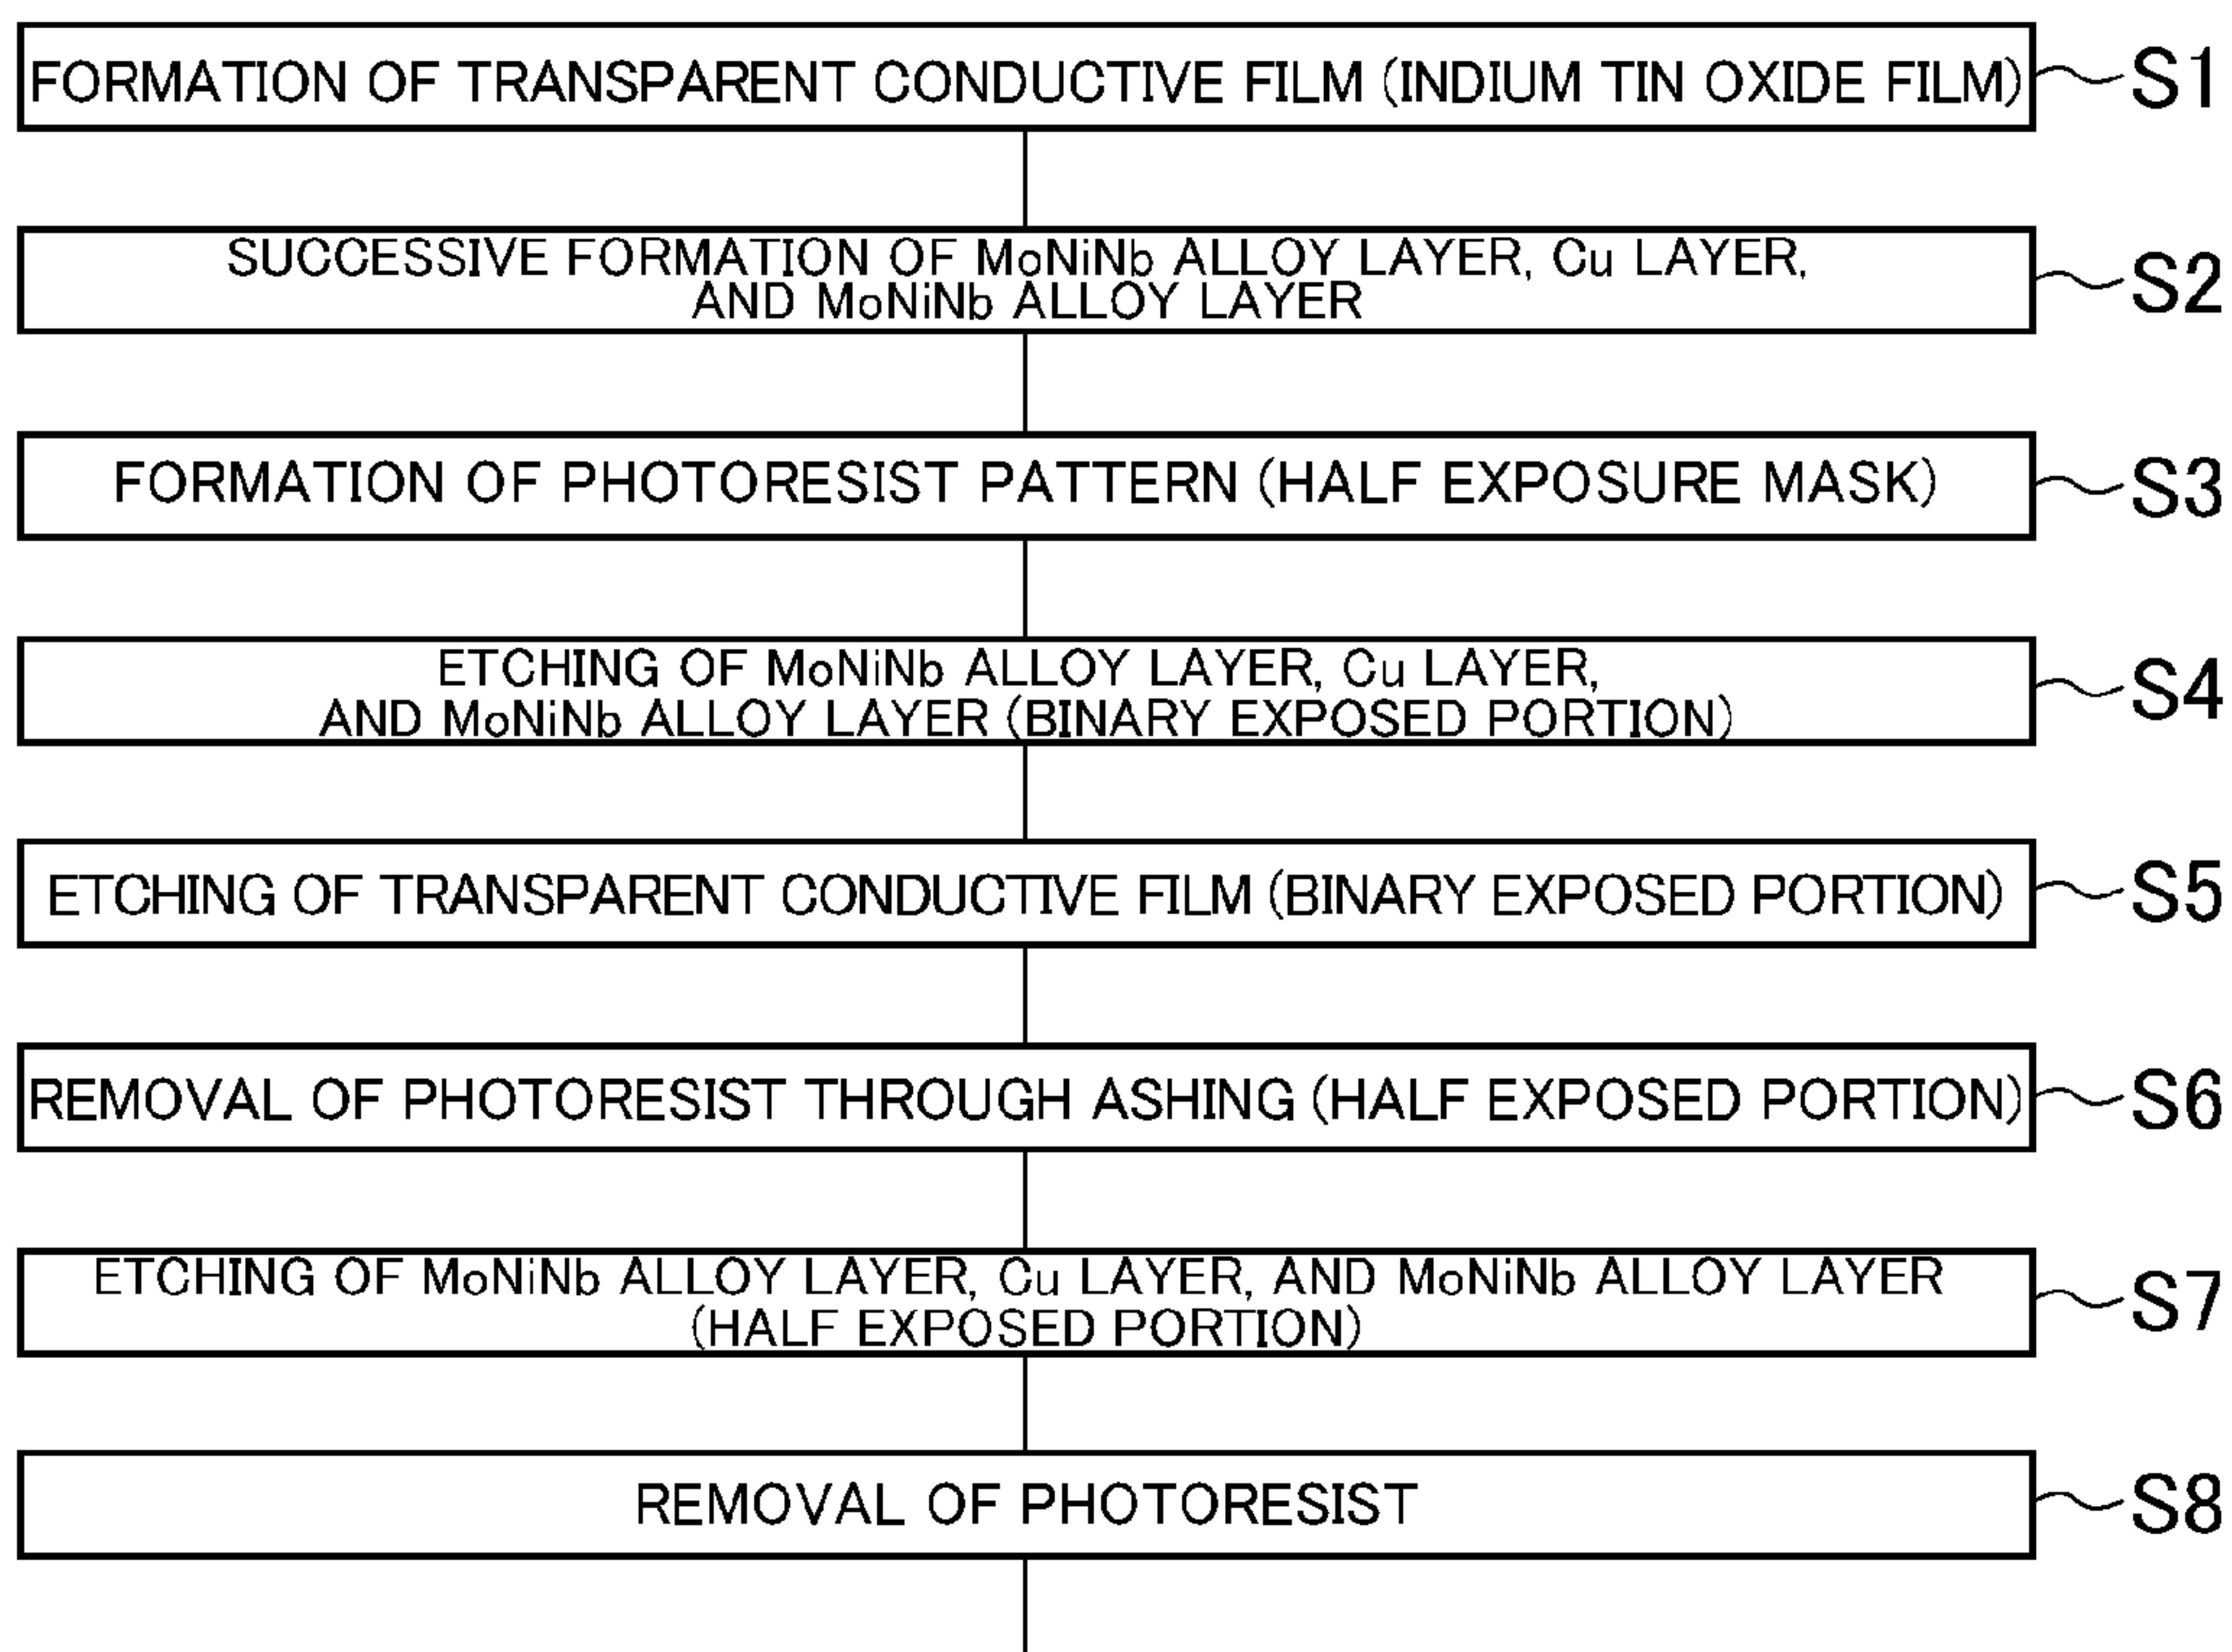 FORMATION OF TRANSPARENT CONDUCTIVE FILM (INDIUM TIN OXIDE FILM) S1
SUCCESSIVE FORMATION OF MoNiNb ALLOY LAYER, Cu LAYER,
AND MoNiNb ALLOY LAYER S2
FORMATION OF PHOTORESIST PATTERN (HALF EXPOSURE MASK) S3
ETCHING OF MoNiNb ALLOY LAYER, Cu LAYER,
AND MoNiNb ALLOY LAYER (BINARY EXPOSED PORTION) S4
ETCHING OF TRANSPARENT CONDUCTIVE FILM (BINARY EXPOSED PORTION) S5
REMOVAL OF PHOTORESIST THROUGH ASHING (HALF EXPOSED PORTION) S6
ETCHING OF MoNiNb ALLOY LAYER, Cu LAYER, AND MoNiNb ALLOY LAYER
(HALF EXPOSED PORTION) S7
REMOVAL OF PHOTORESIST S8